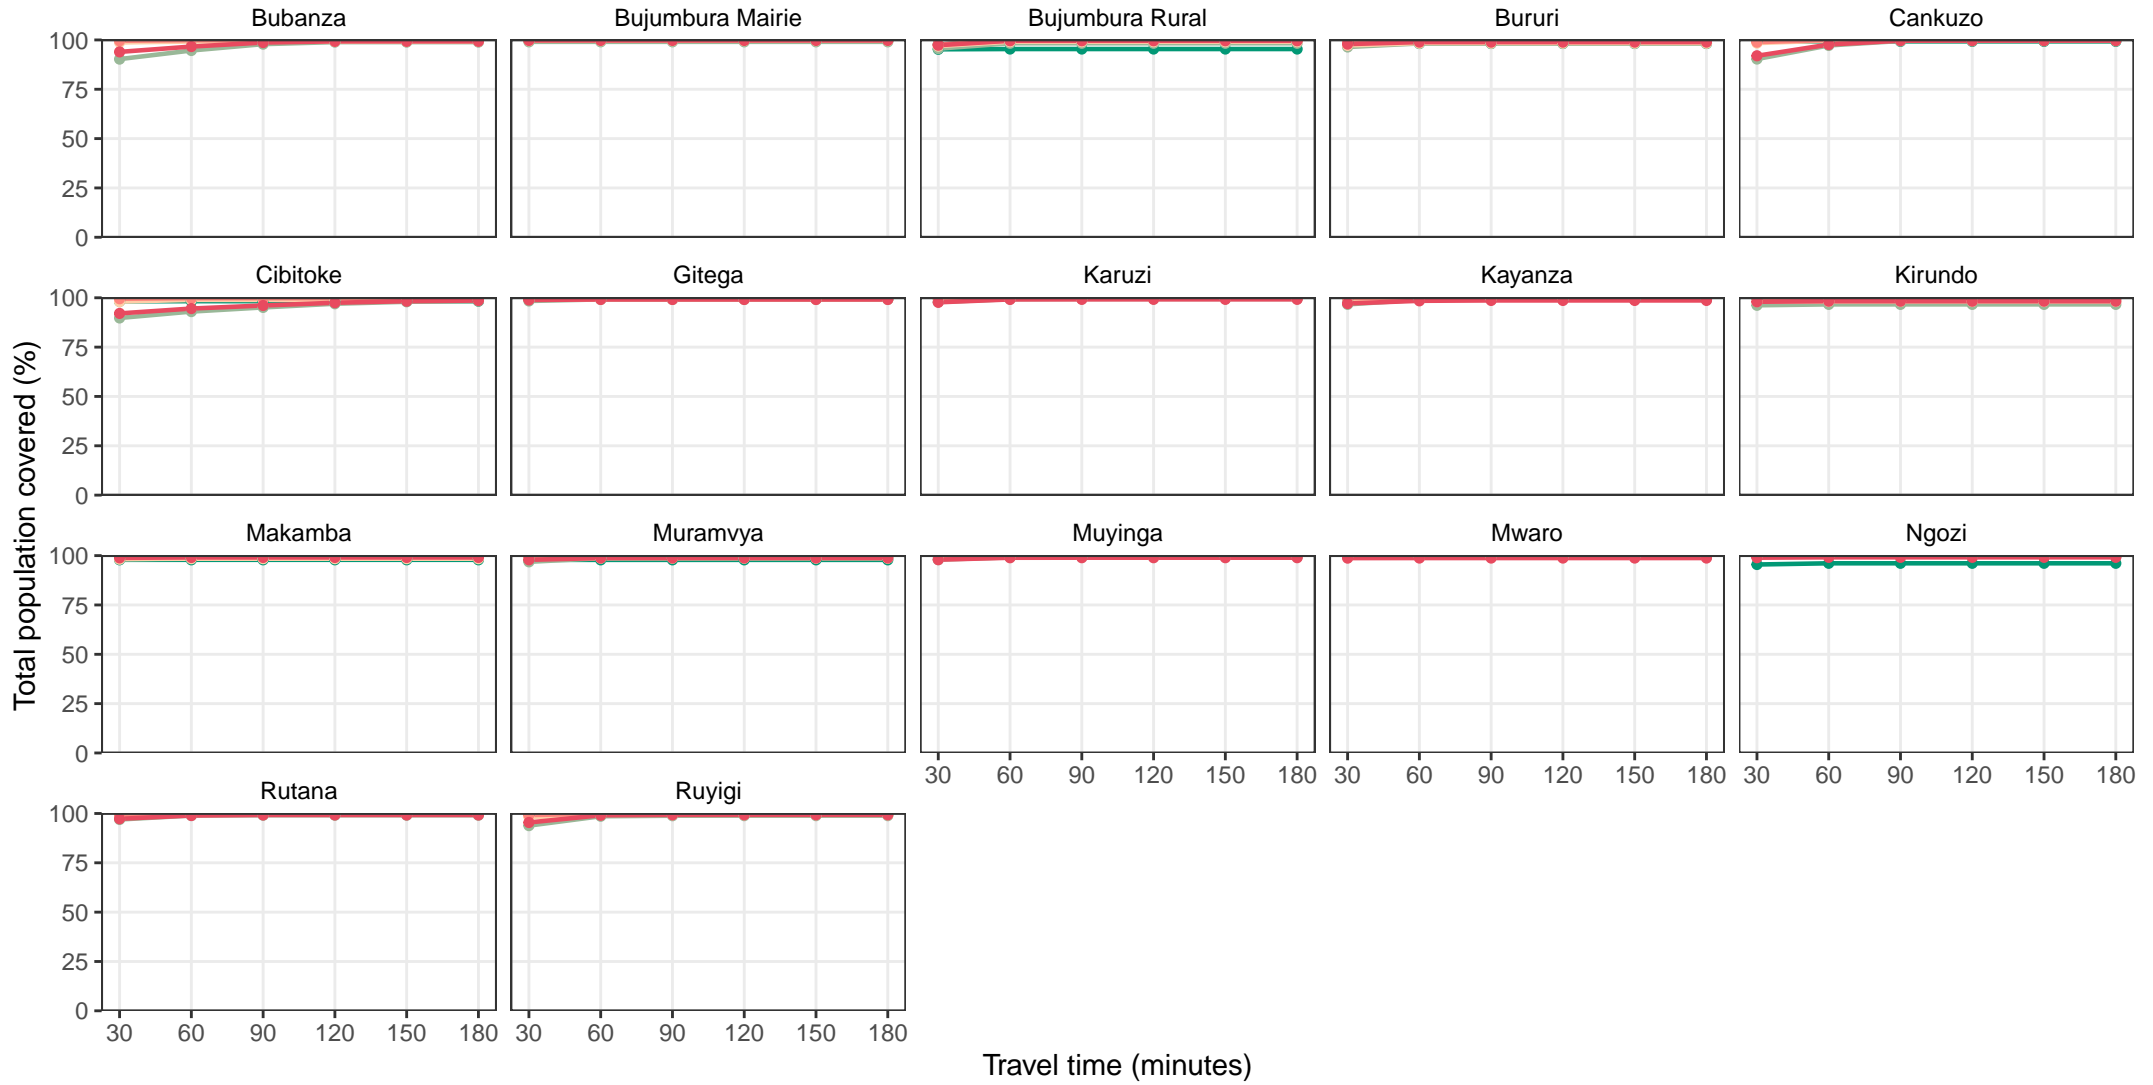 Bubanza Bujumbura Mairie Bujumbura Rural Bururi Cankuzo
100
75
50
25
0
Cibitoke Gitega Karuzi Kayanza Kirundo
100
75
50
25
0
Makamba Muramvya Muyinga Mwaro Ngozi
100
75
50
25
0
30 60 90 120 150 180 30 60 90 120 150 180 30 60 90 120 150 180
Rutana Ruyigi
100
75
50
25
0
30 60 90 120 150 180 30 60 90 120 150 180
Total population covered (%)
Travel time (minutes)